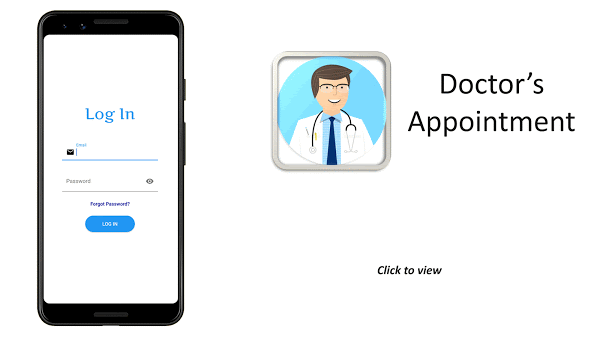 Log In
Email
Password
Forgot Password?
LOG IN
Doctor's
Appointment
Click to view